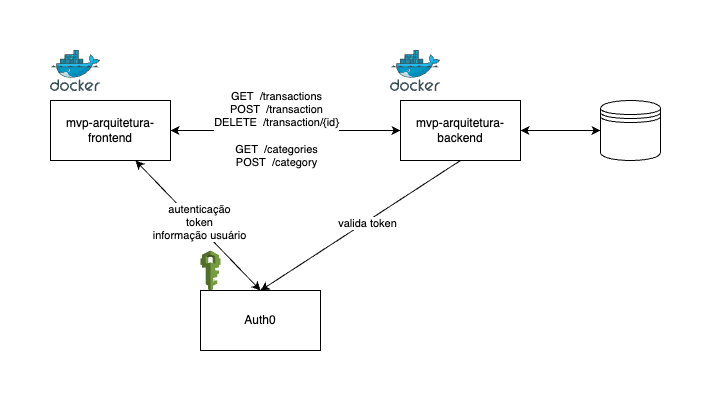 docker
docker
mvp-arquitetura-
frontend
GET /transactions
POST /transaction
DELETE /transaction/{id}
GET /categories
POST /category
mvp-arquitetura-
backend
autenticação
token
informação usuário
valida token
Auth0